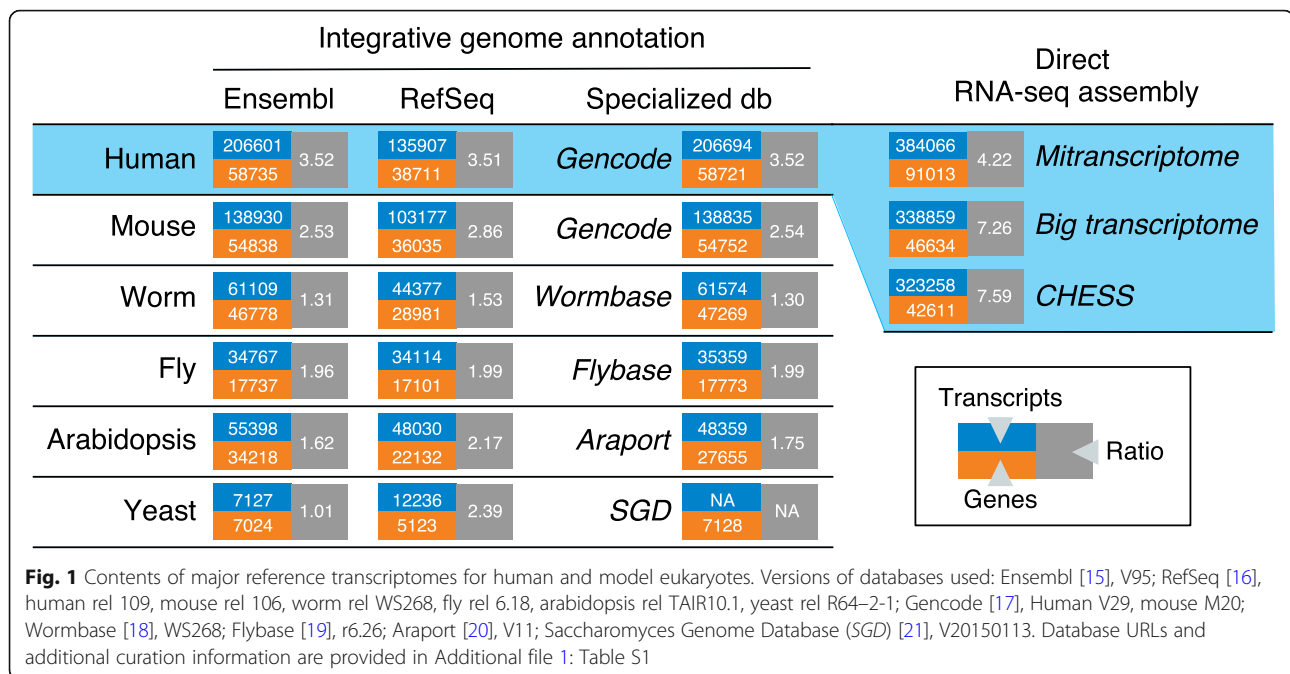 Integrative genome annotation
Direct
RNA-seq assembly
Ensembl RefSeq Specialized db
Human 206601 58735 3.52 135907 38711 3.51 Gencode 206694 58721 3.52 384066 91013 4.22 Mitranscriptome
Mouse 138930 54838 2.53 103177 36035 2.86 Gencode 138835 54752 2.54 338859 46634 7.26 Big transcriptome
Worm 61109 46778 1.31 44377 28981 1.53 Wormbase 61574 47269 1.30 323258 42611 7.59 CHESS
Fly 34767 17737 1.96 34114 17101 1.99 Flybase 35359 17773 1.99
Arabidopsis 55398 34218 1.62 48030 22132 2.17 Araport 48359 27655 1.75
Yeast 7127 7024 1.01 12236 5123 2.39 SGD NA 7128 NA
Transcripts
Ratio
Genes
Fig. 1 Contents of major reference transcriptomes for human and model eukaryotes. Versions of databases used: Ensembl [15], V95; RefSeq [16],
human rel 109, mouse rel 106, worm rel WS268, fly rel 6.18, arabidopsis rel TAIR10.1, yeast rel R64–2-1; Gencode [17], Human V29, mouse M20;
Wormbase [18], WS268; Flybase [19], r6.26; Araport [20], V11; Saccharomyces Genome Database (SGD) [21], V20150113. Database URLs and
additional curation information are provided in Additional file 1: Table S1